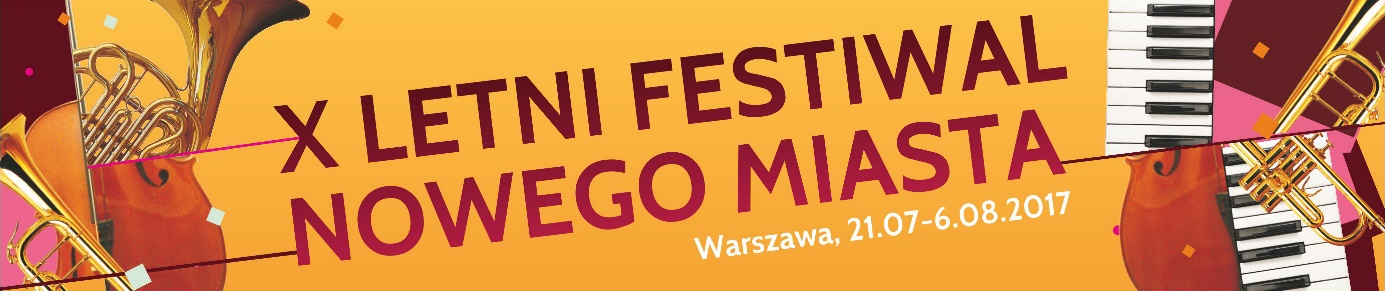 X LETNI FESTIWAL
NOWEGO MIASTA
Warszawa, 21.07-6.08.2017